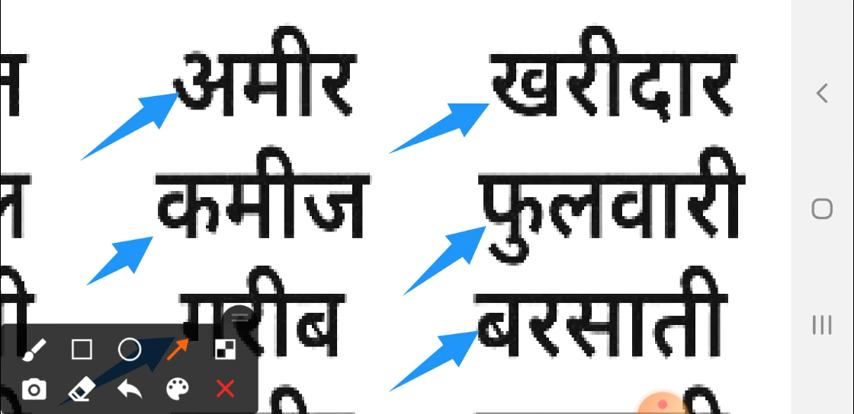 अमीर खरीदार
कमीज फुलवारी
गरीब बरसाती